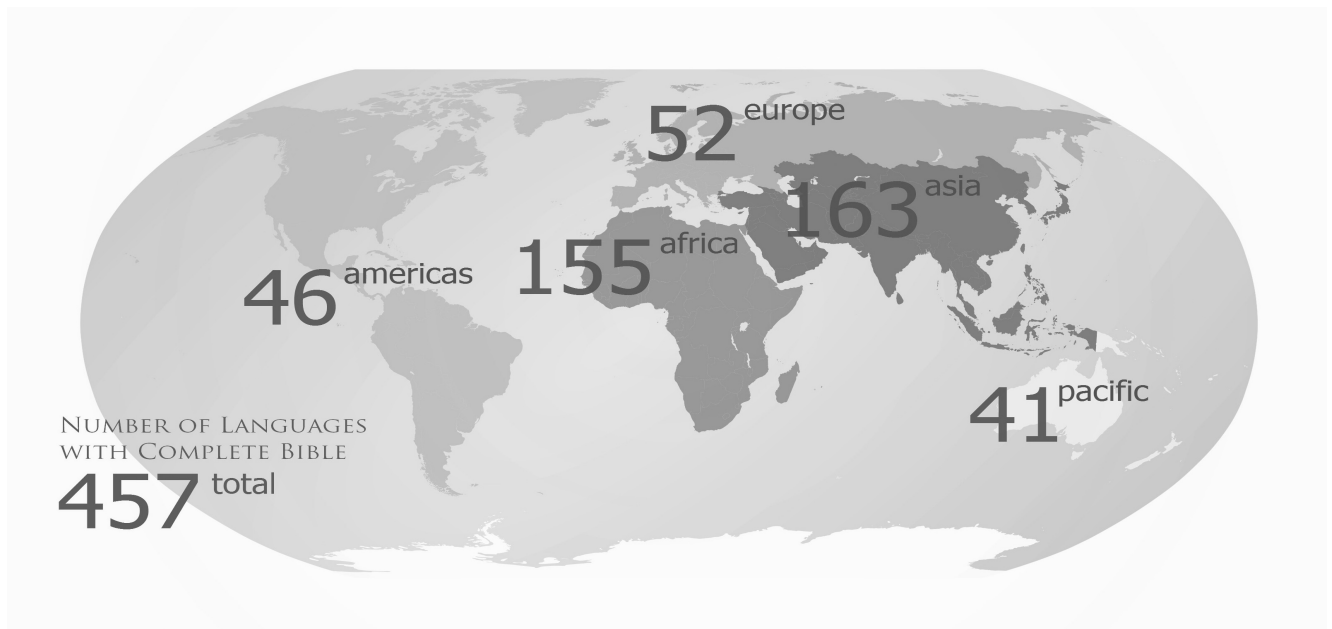 52 europe
163 asia
155 africa
46 americas
41 pacific
NUMBER OF LANGUAGES
WITH COMPLETE BIBLE
457 total